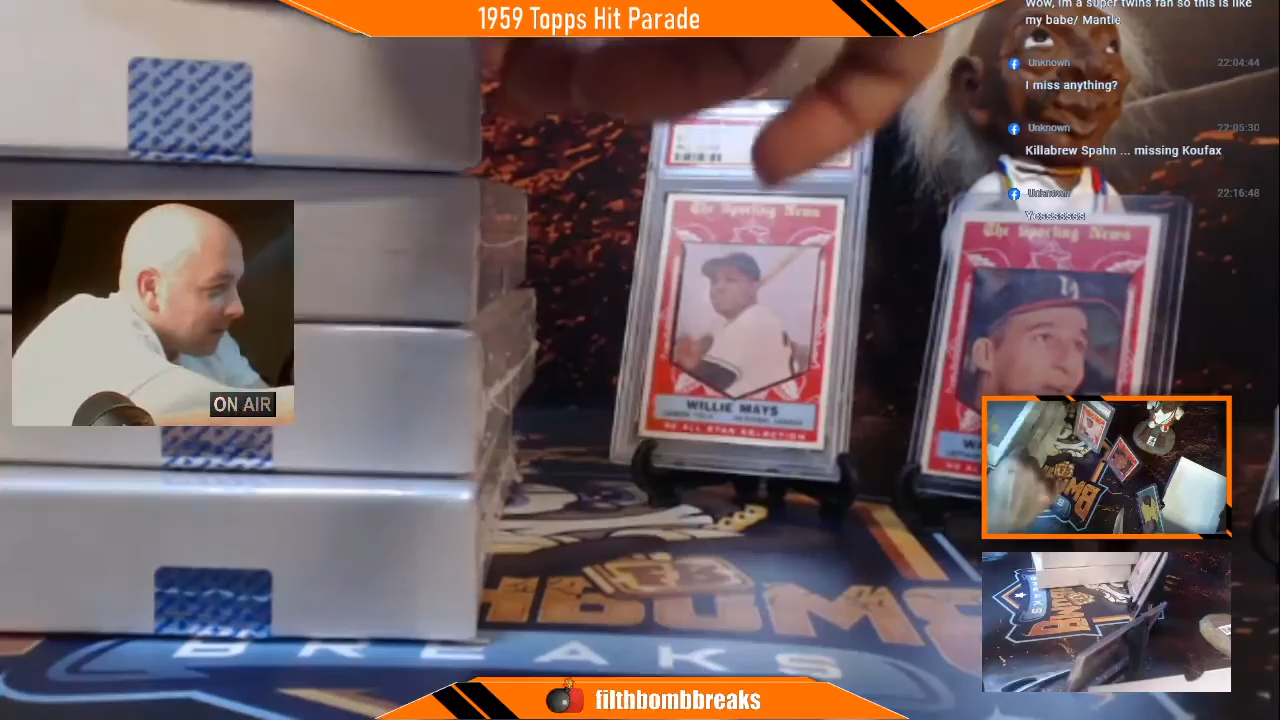 1959 Topps Hit Parade
Wow, im a super twins fan so this is like
my babe/ Mantle
Unknown
22:04:44
I miss anything?
Unknown
22:05:30
Killabrew Spahn ... missing Koufax
Unknown
22:16:48
Yesssssss
The Sporting News
WILLIE MAYS
The Sporting News
ON AIR
BREAKS
filthbombbreaks